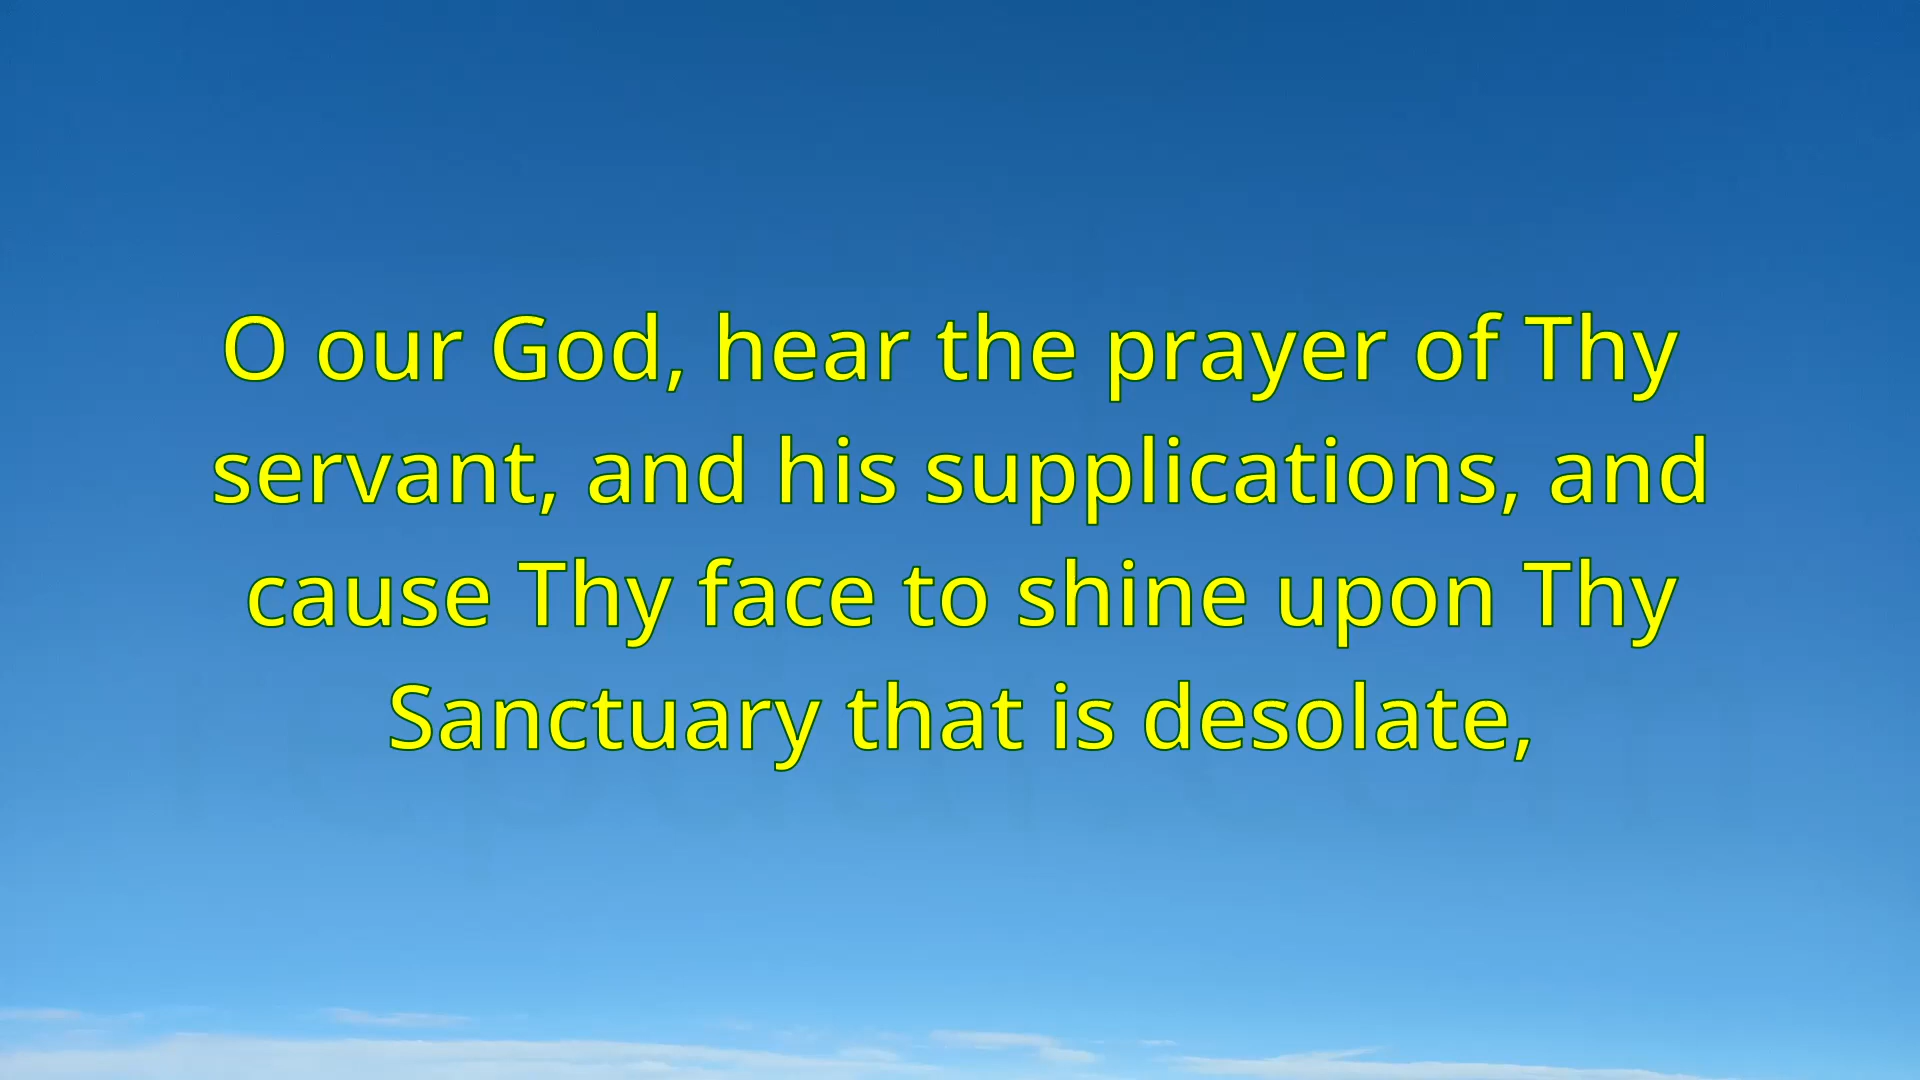 O our God, hear the prayer of Thy
servant, and his supplications, and
cause Thy face to shine upon Thy
Sanctuary that is desolate,